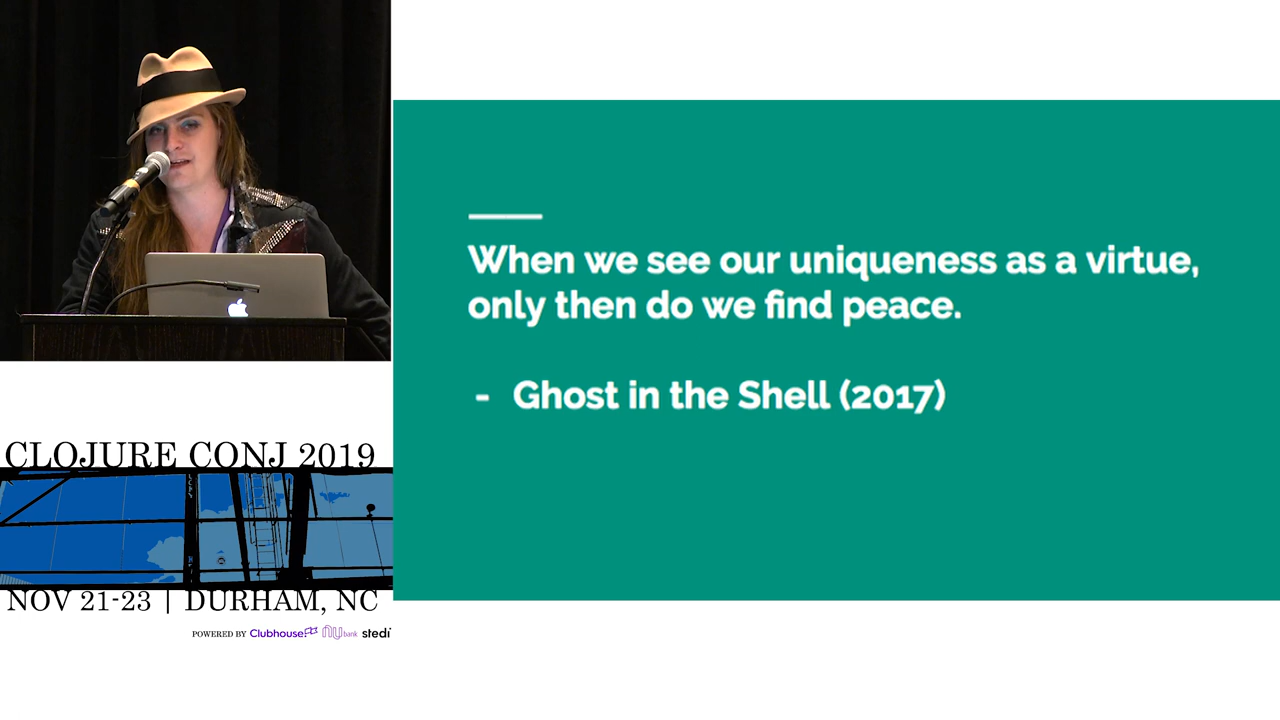 When we see our uniqueness as a virtue,
only then do we find peace.
- Ghost in the Shell (2017)
CLOJURE CONJ 2019
NOV 21-23 | DURHAM, NC
POWERED BY Clubhouse nu bank stedi